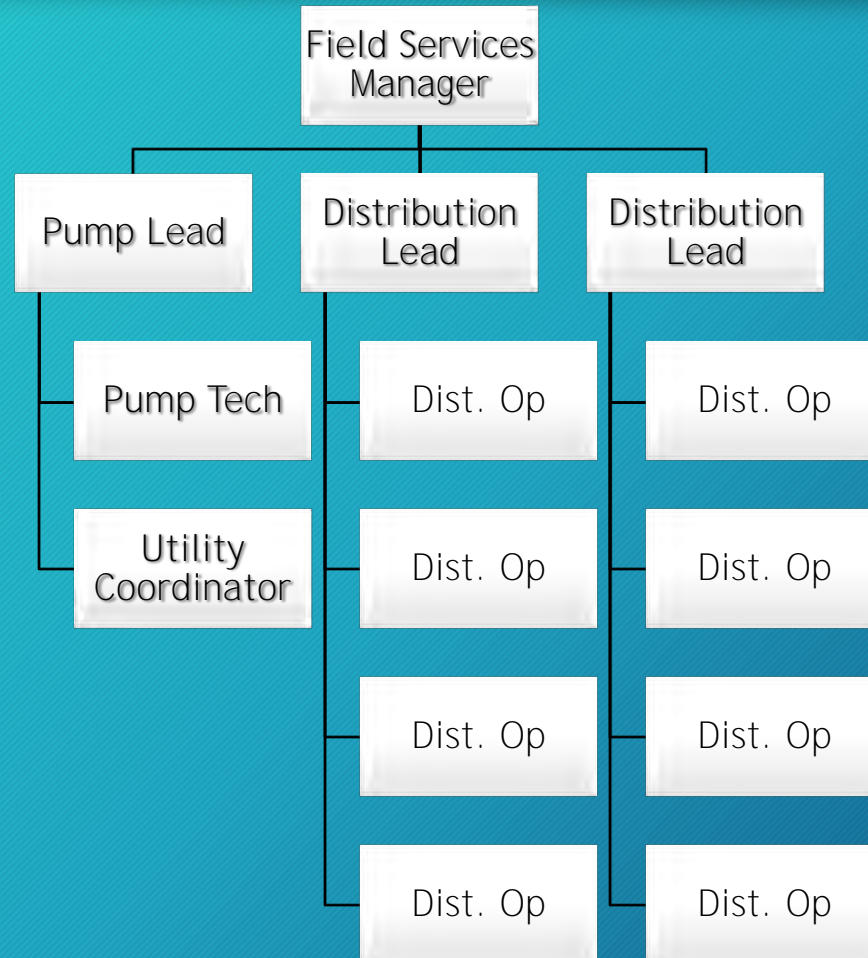 Field Services
Manager
Pump Lead
Distribution
Lead
Distribution
Lead
Pump Tech
Dist. Op
Dist. Op
Utility
Coordinator
Dist. Op
Dist. Op
Dist. Op
Dist. Op
Dist. Op
Dist. Op